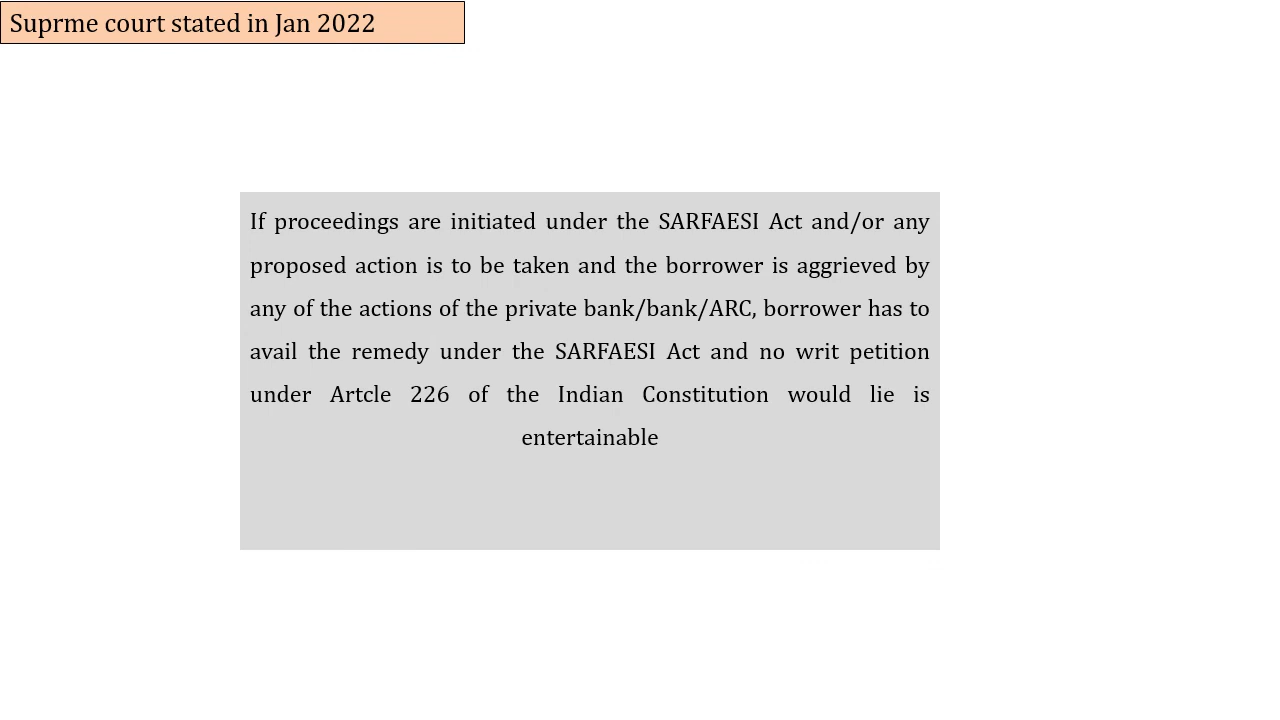 Suprme court stated in Jan 2022
If proceedings are initiated under the SARFAESI Act and/or any
proposed action is to be taken and the borrower is aggrieved by
any of the actions of the private bank/bank/ARC, borrower has to
avail the remedy under the SARFAESI Act and no writ petition
under Artcle 226 of the Indian Constitution would lie is
entertainable